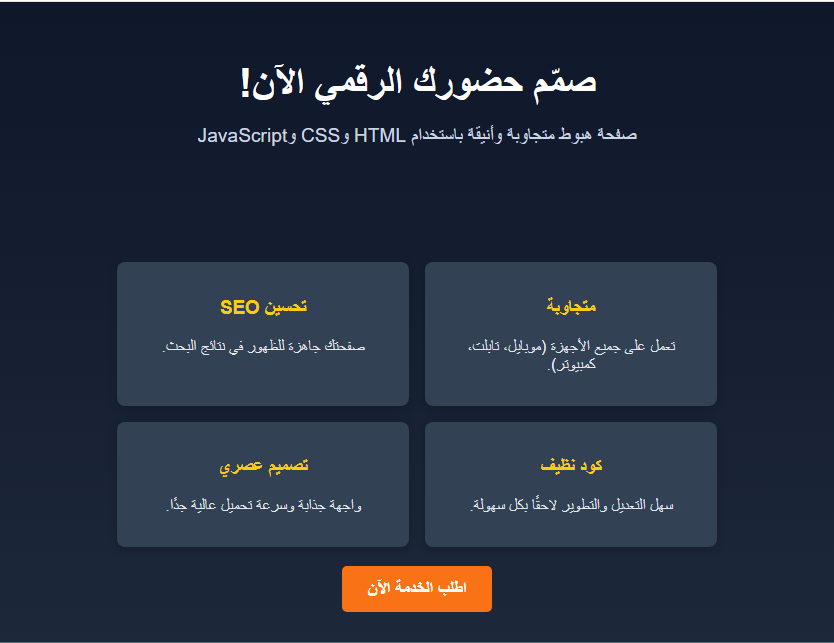 صمّم حضورك الرقمي الآن!
صفحة هبوط متجاوبة وأنيقة باستخدام HTML وCSS وJavaScript
متجاوبة
تعمل على جميع الأجهزة (موبايل، تابلت،
كمبيوتر).
تحسين SEO
صفحتك جاهزة للظهور في نتائج البحث.
كود نظيف
سهل التعديل والتطوير لاحقًا بكل سهولة.
تصميم عصري
واجهة جذابة وسرعة تحميل عالية جدًا.
اطلب الخدمة الآن